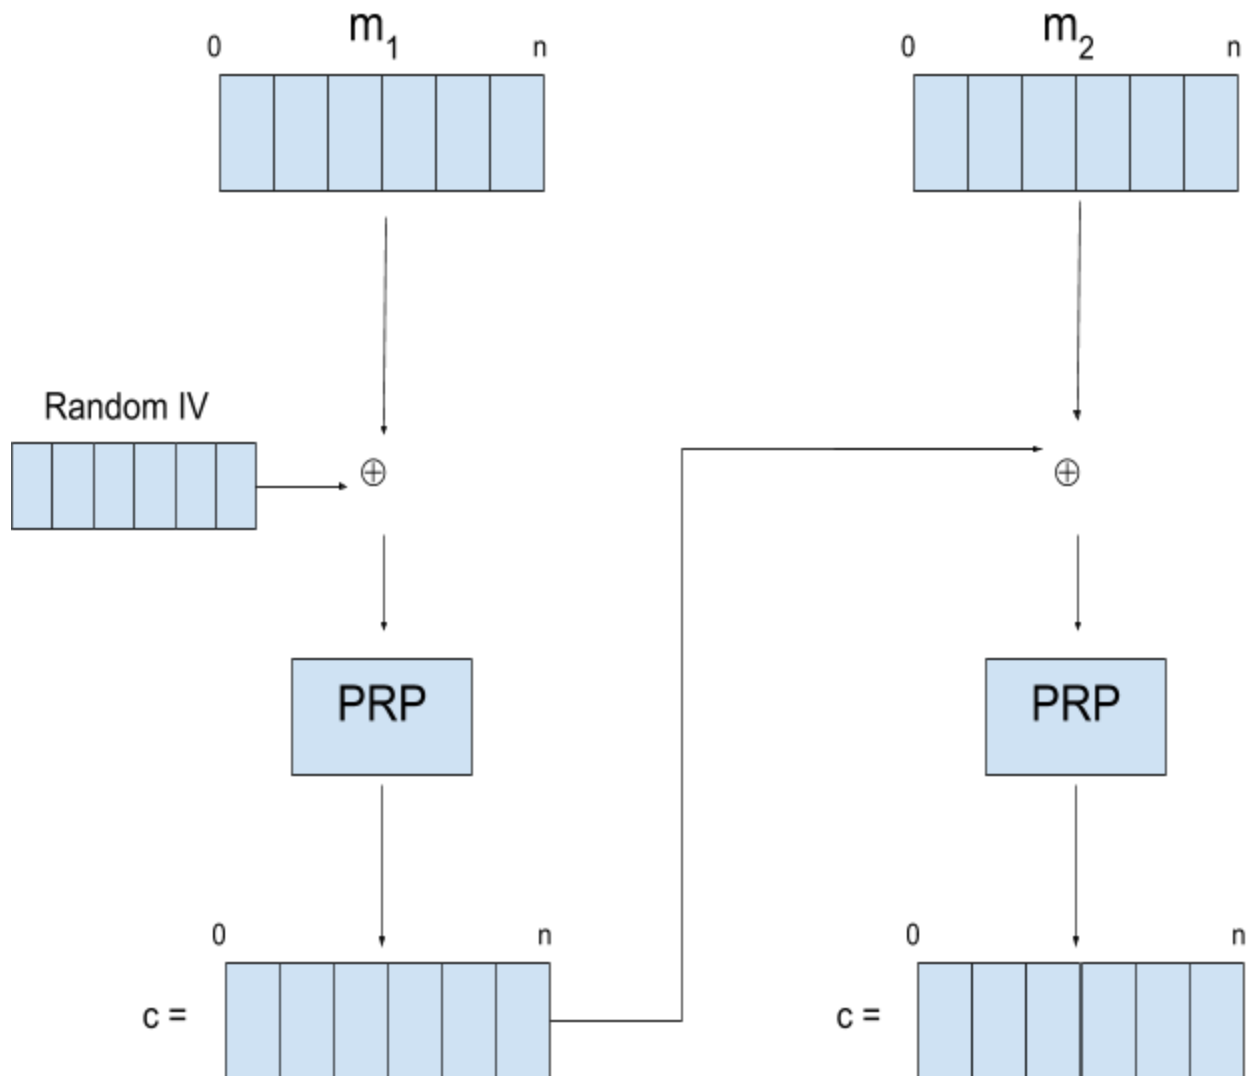 m₁
0 n
m₂
0 n
Random IV
⊕
⊕
PRP
PRP
0 n
c =
0 n
c =